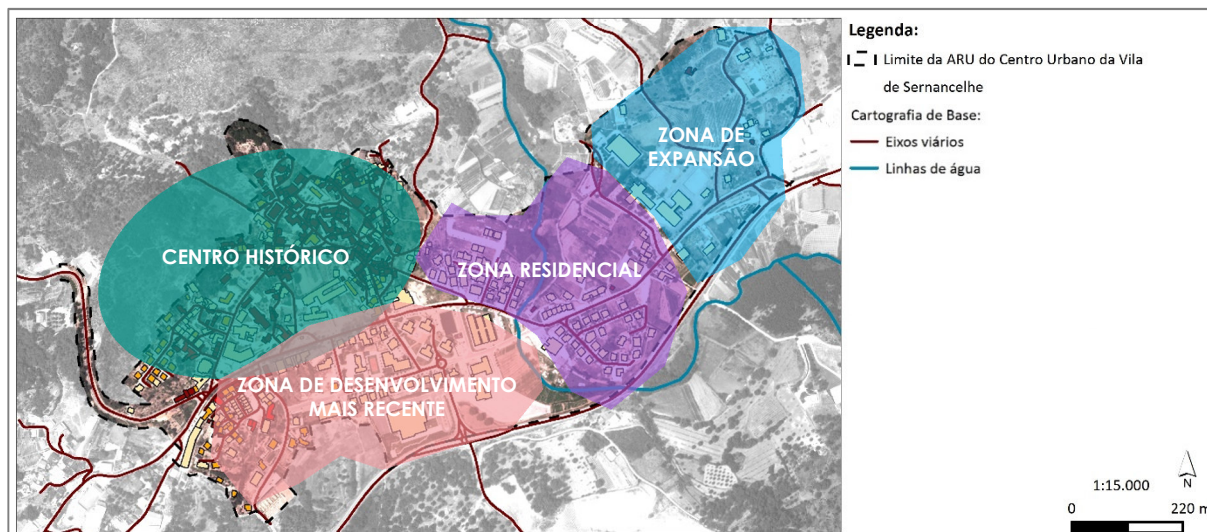 Legenda:
Limite da ARU do Centro Urbano da Vila
de Sernancelhe
Cartografia de Base:
Eixos viários
Linhas de água
ZONA DE
EXPANSÃO
CENTRO HISTÓRICO
ZONA RESIDENCIAL
ZONA DE DESENVOLVIMENTO
MAIS RECENTE
N
1:15.000
0 220 m